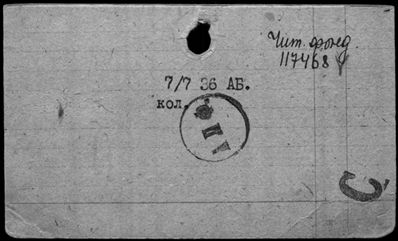 Чит. фонд
117468
7/7 36 АБ.
кол.
С